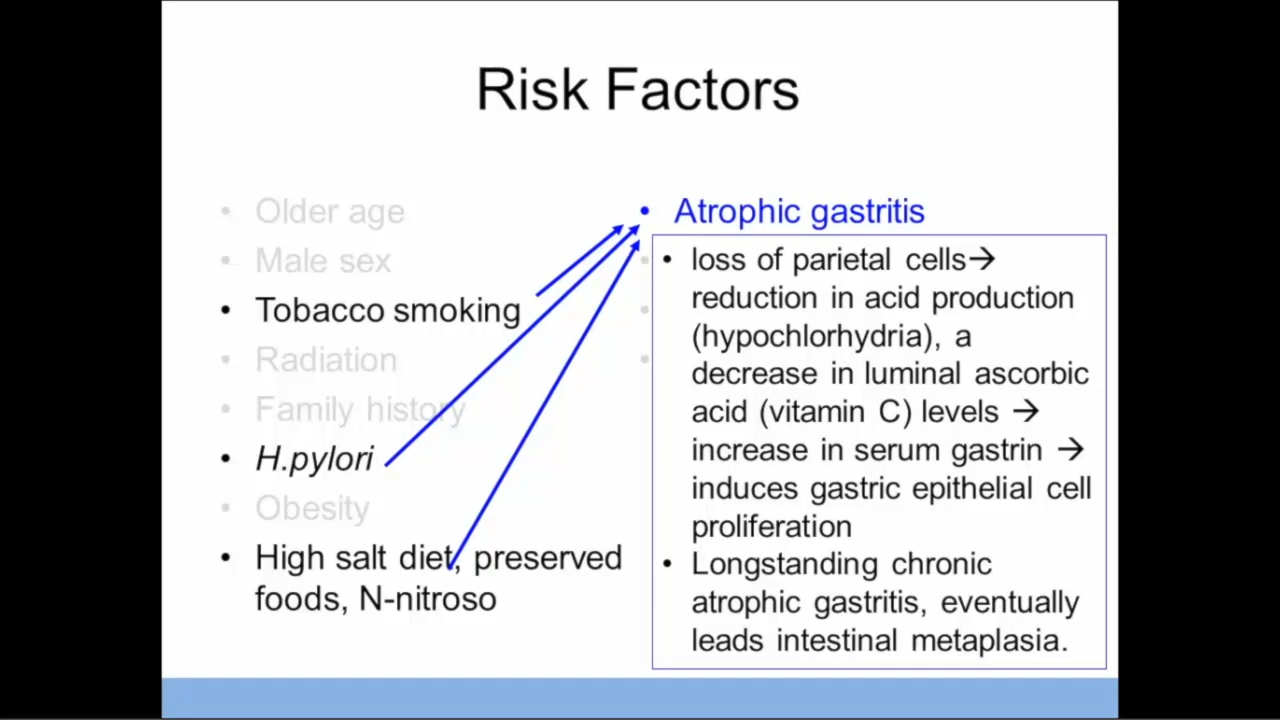 Risk Factors
• Older age
• Male sex
• Tobacco smoking
• Radiation
• Family history
• H.pylori
• Obesity
• High salt diet, preserved
foods, N-nitroso
• Atrophic gastritis
• loss of parietal cells→
reduction in acid production
(hypochlorhydria), a
decrease in luminal ascorbic
acid (vitamin C) levels →
increase in serum gastrin →
induces gastric epithelial cell
proliferation
• Longstanding chronic
atrophic gastritis, eventually
leads intestinal metaplasia.